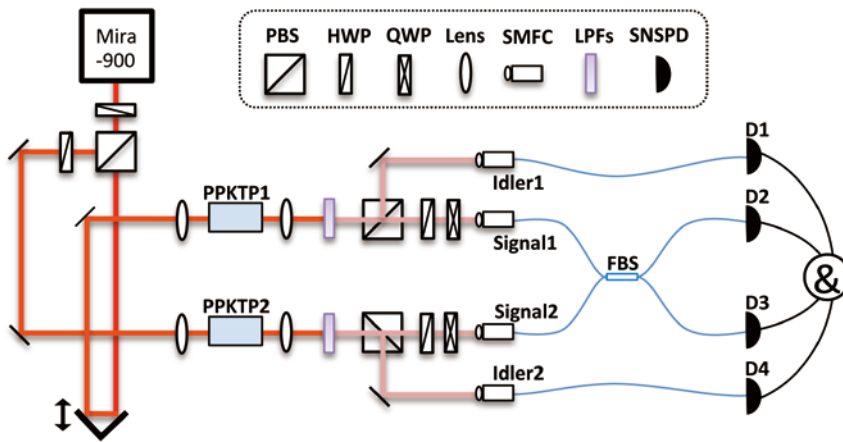 Mira
-900
PBS HWP QWP Lens SMFC LPFs SNSPD
D1
Idler1
PPKTP1
D2
Signal1
FBS
&
PPKTP2
Signal2
D3
Idler2
D4